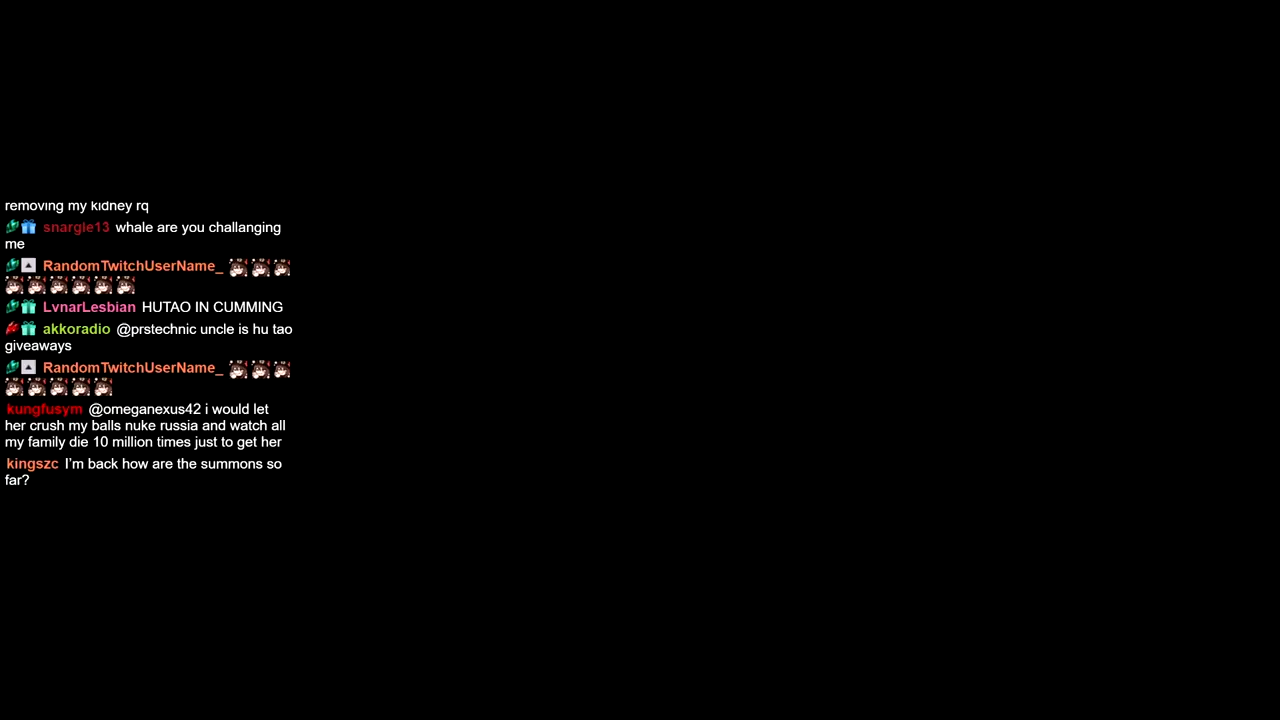 removing my kidney rq
snargle13 whale are you challanging
me
RandomTwitchUserName_
LvnarLesbian HUTAO IN CUMMING
akkoradio @prstechnic uncle is hu tao
giveaways
RandomTwitchUserName_
kungfusym @omeganexus42 i would let
her crush my balls nuke russia and watch all
my family die 10 million times just to get her
kingszc I'm back how are the summons so
far?